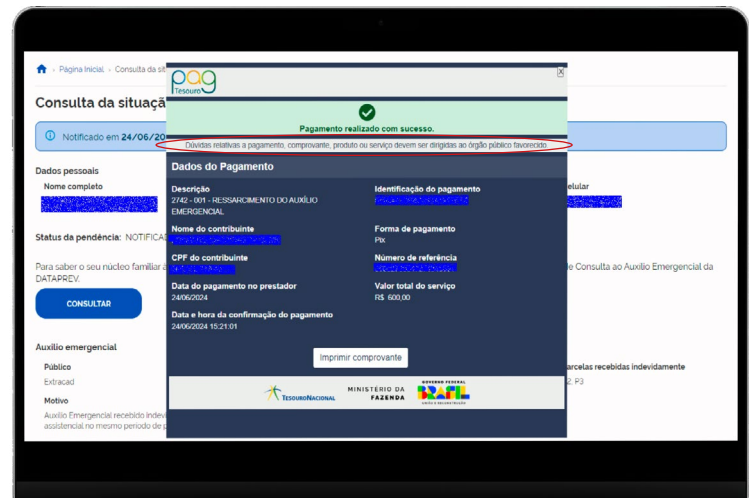 Página Inicial
Consulta da sit
Consulta da situaçã
Notificado em 24/06/20
Dados pessoais
Nome completo
elular
Status da pendência: NOTIFICA
Para saber o seu núcleo familiar a
de Consulta ao Auxílio Emergencial da
DATAPREV.
CONSULTAR
Auxílio emergencial
Público
Extracad
arcelas recebidas indevidamente
2, P3
Motivo
Auxílio Emergencial recebido indevi
assistencial no mesmo período de p
pag
Tesouro
X
Pagamento realizado com sucesso.
Dúvidas relativas a pagamento, comprovante, produto ou serviço devem ser dirigidas ao órgão público favorecido.
Dados do Pagamento
Descrição
2742 - 001 - RESSARCIMENTO DO AUXÍLIO
EMERGENCIAL
Identificação do pagamento
Nome do contribuinte
Forma de pagamento
Pix
CPF do contribuinte
Número de referência
Data do pagamento no prestador
24/06/2024
Valor total do serviço
R$ 600,00
Data e hora da confirmação do pagamento
24/06/2024 15:21:01
Imprimir comprovante
TESOURONACIONAL
MINISTÉRIO DA
FAZENDA
GOVERNO FEDERAL
BRASIL
UNIÃO E RECONSTRUÇÃO